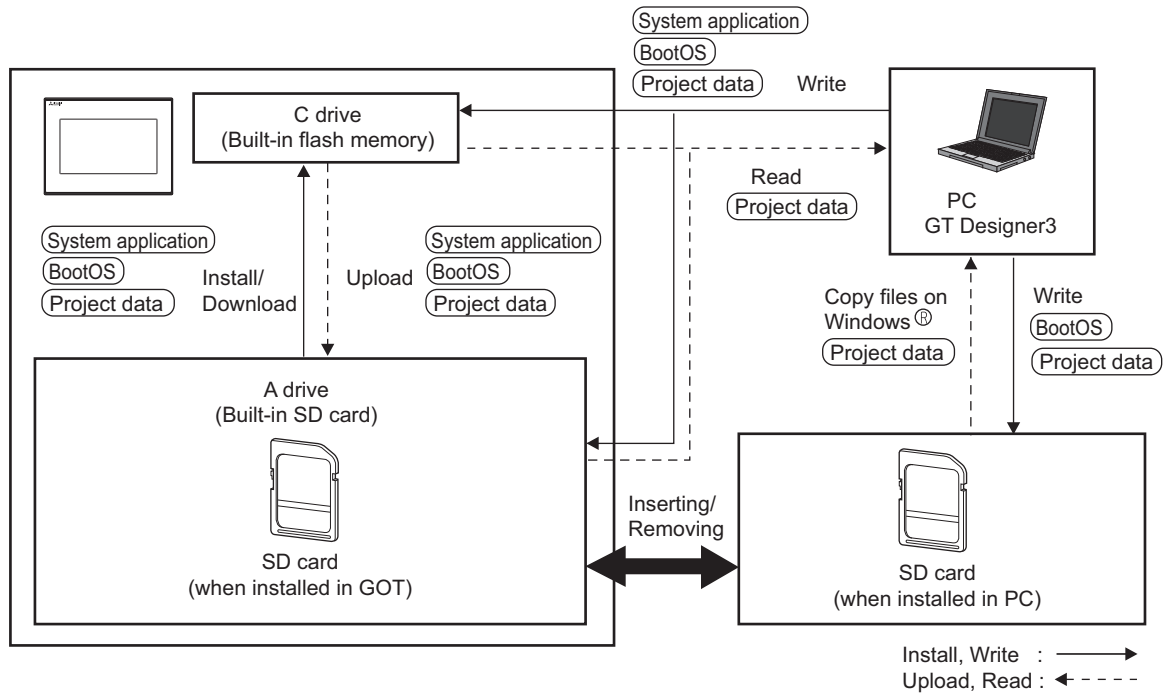 System application
BootOS
Project data
Write
C drive
(Built-in flash memory)
Read
Project data
PC
GT Designer3
System application
BootOS
Project data
Install/
Download
Upload
System application
BootOS
Project data
Copy files on
Windows ®
Project data
Write
BootOS
Project data
A drive
(Built-in SD card)
SD card
(when installed in GOT)
Inserting/
Removing
SD card
(when installed in PC)
Install, Write :
Upload, Read :